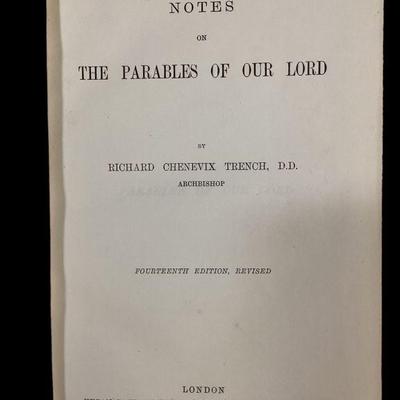 NOTES
ON
THE PARABLES OF OUR LORD
BY
RICHARD CHENEVIX TRENCH, D.D.
ARCHBISHOP
FOURTEENTH EDITION, REVISED
LONDON